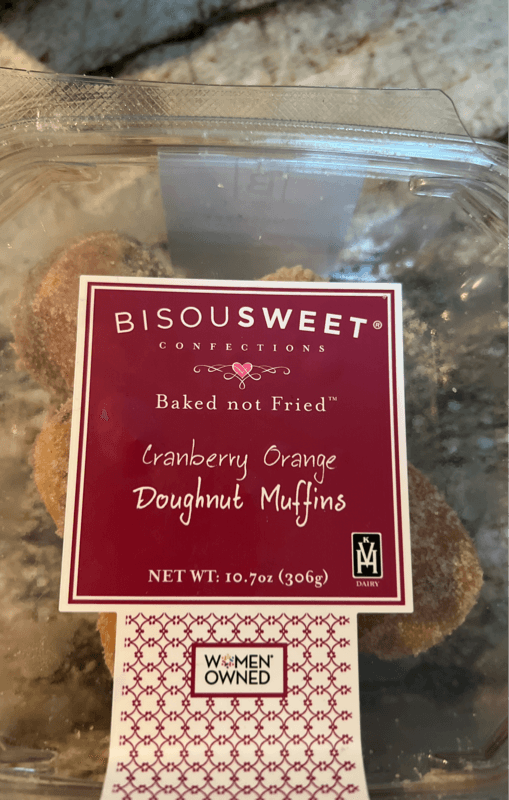 BISOUSWEET®
CONFECTIONS
Baked not Fried™
Cranberry Orange
Doughnut Muffins
NET WT: 10.7oz (306g)
K
DAIRY
WOMEN
OWNED